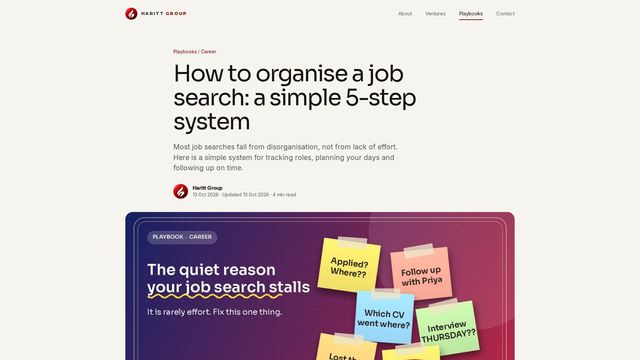 HARITT GROUP
About
Ventures
Playbooks
Contact
Playbooks / Career
How to organise a job
search: a simple 5-step
system
Most job searches fail from disorganisation, not from lack of effort.
Here is a simple system for tracking roles, planning your days and
following up on time.
Haritt Group
13 Oct 2026 · Updated 13 Oct 2026 · 4 min read
PLAYBOOK · CAREER
The quiet reason
your job search stalls
It is rarely effort. Fix this one thing.
Applied?
Where??
Follow up
with Priya
Which CV
went where?
Interview
THURSDAY??
Lost th